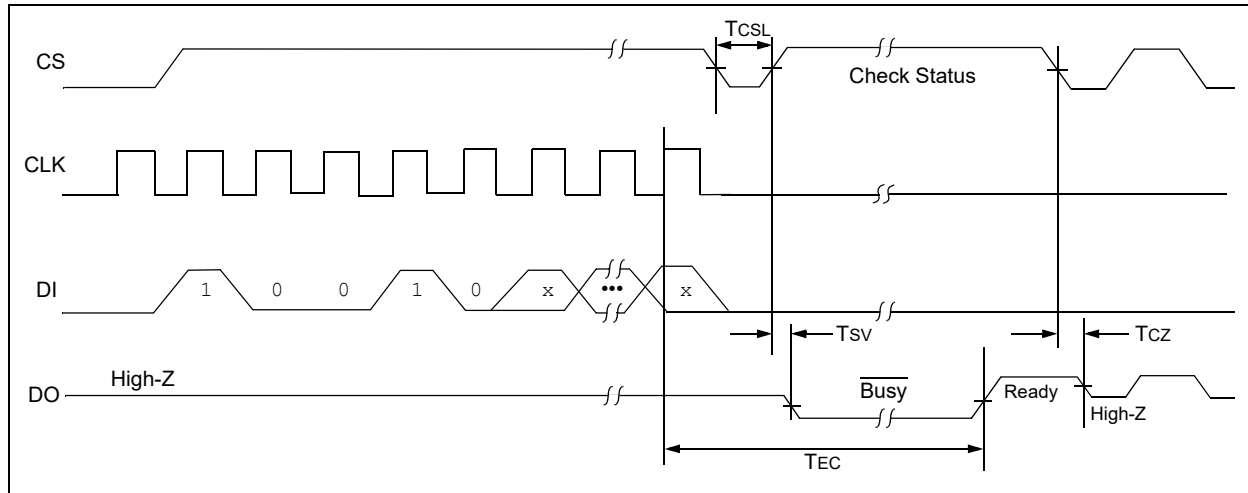 TCSL
CS
Check Status
CLK
DI
1 0 0 1 0 x ••• x
TSV
TCZ
High-Z
DO
Busy
Ready
High-Z
TEC